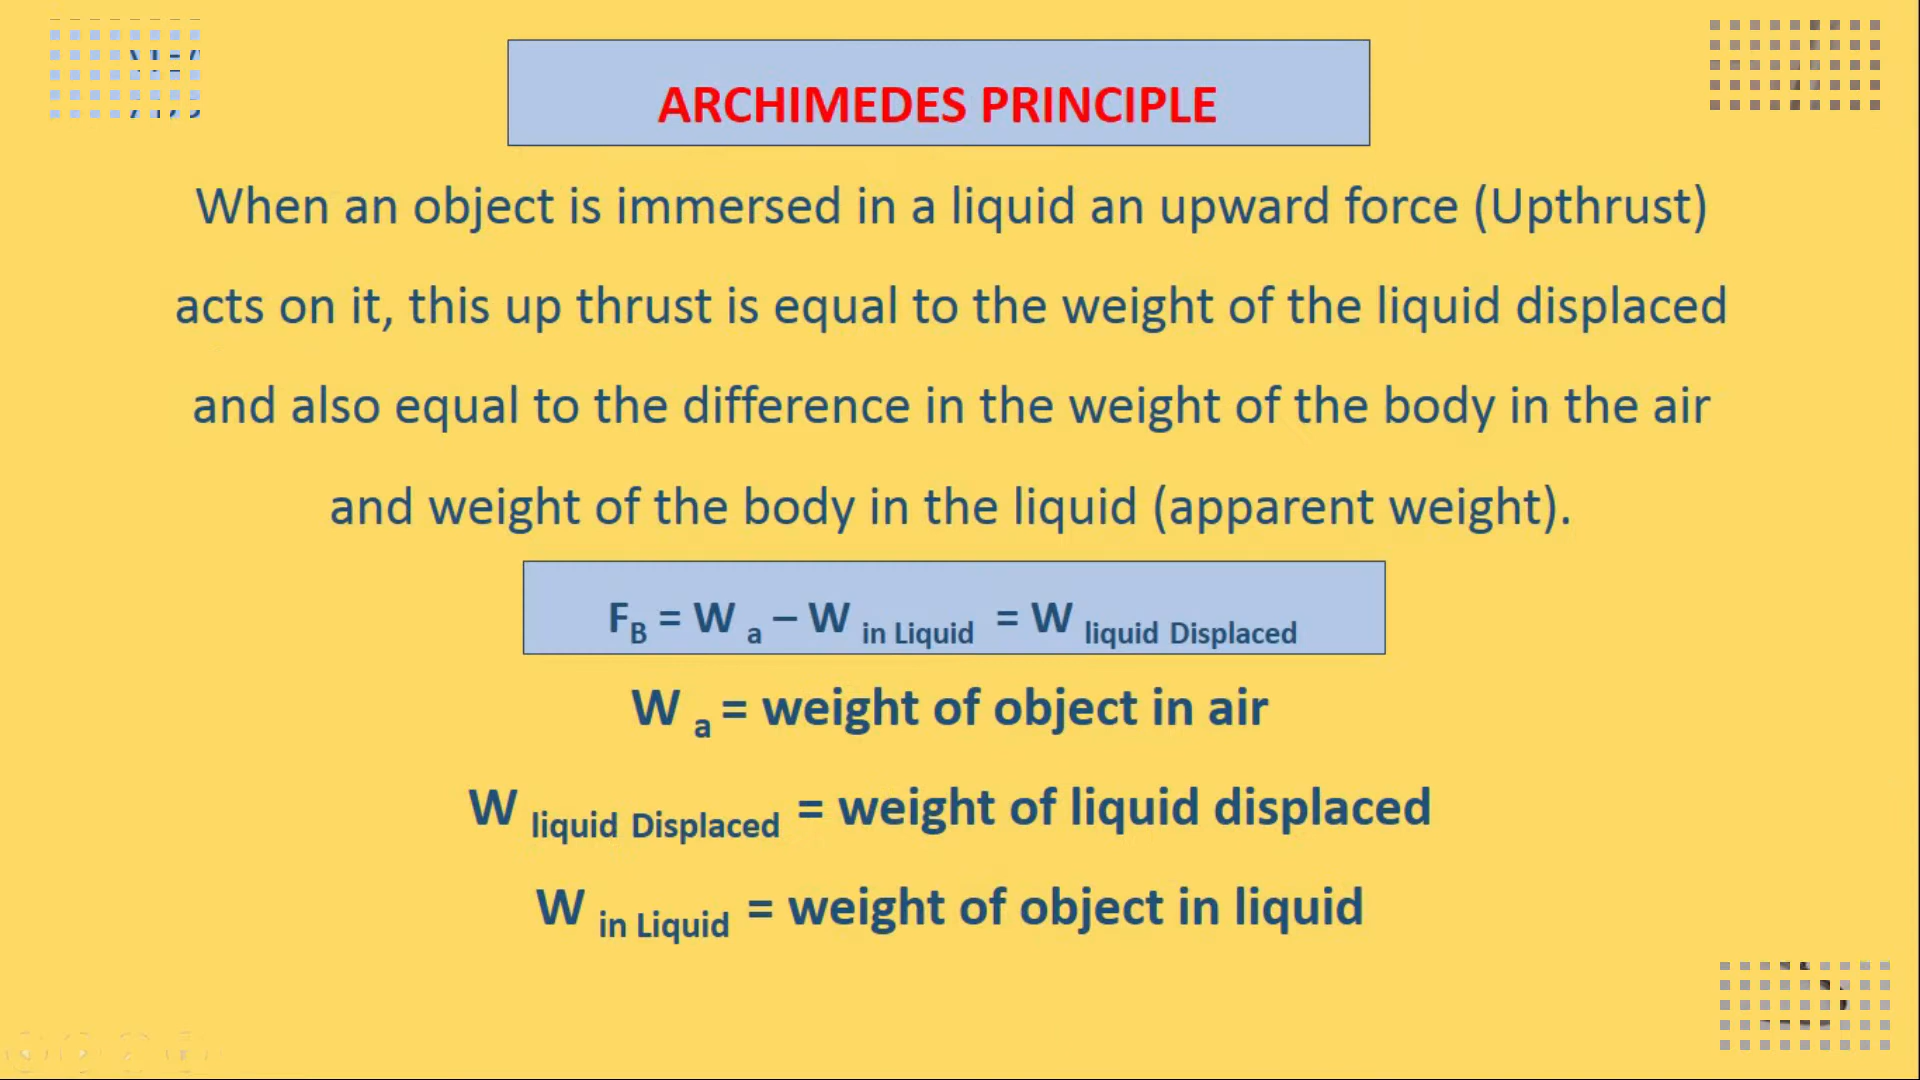 ARCHIMEDES PRINCIPLE
When an object is immersed in a liquid an upward force (Upthrust)
acts on it, this up thrust is equal to the weight of the liquid displaced
and also equal to the difference in the weight of the body in the air
and weight of the body in the liquid (apparent weight).
F_B = W a – W in Liquid = W liquid Displaced
W a = weight of object in air
W liquid Displaced = weight of liquid displaced
W in Liquid = weight of object in liquid